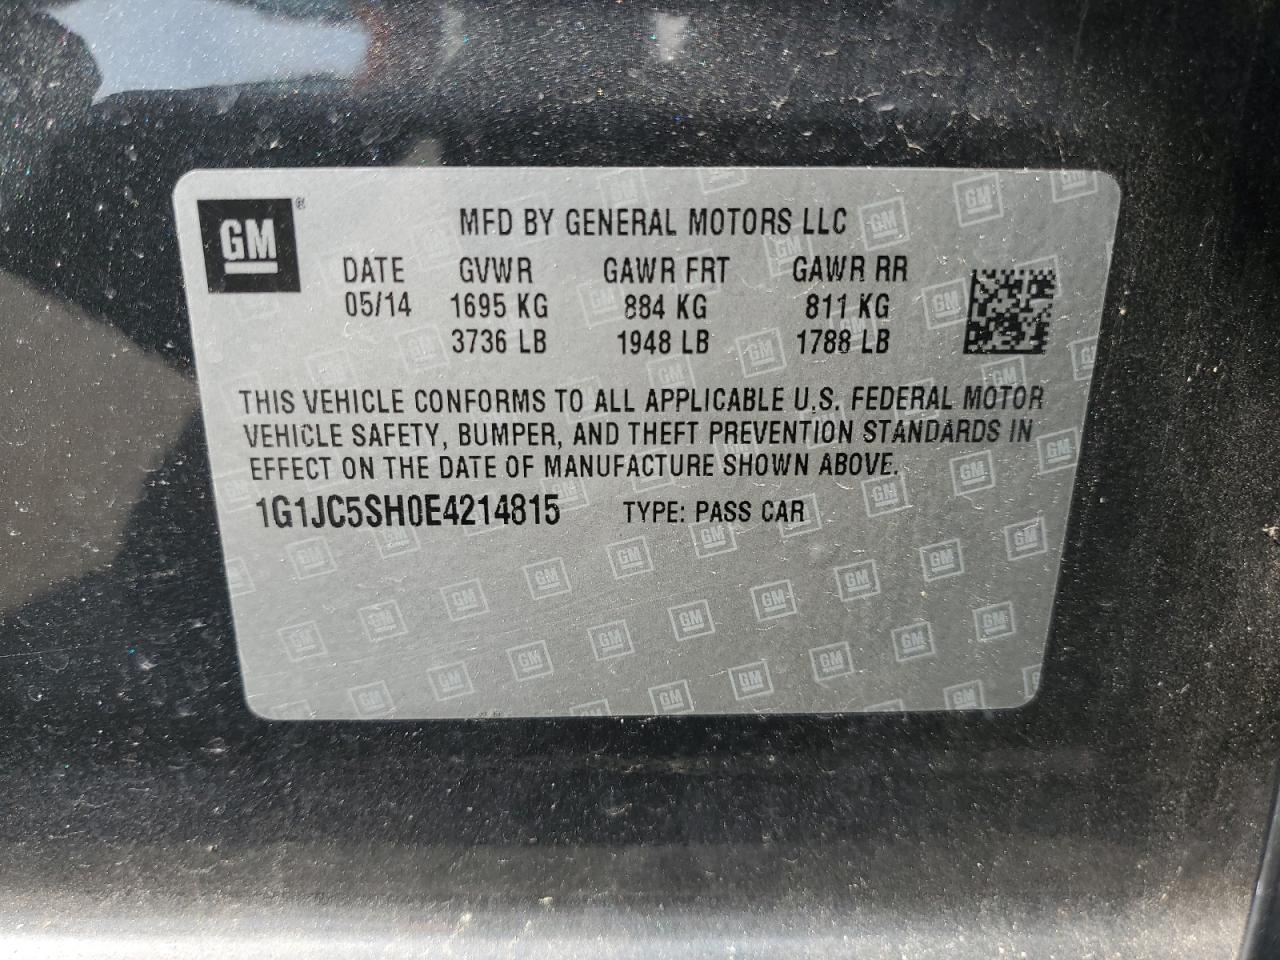 GM ®
MFD BY GENERAL MOTORS LLC
DATE GVWR GAWR FRT GAWR RR
05/14 1695 KG 884 KG 811 KG
3736 LB 1948 LB 1788 LB
THIS VEHICLE CONFORMS TO ALL APPLICABLE U.S. FEDERAL MOTOR
VEHICLE SAFETY, BUMPER, AND THEFT PREVENTION STANDARDS IN
EFFECT ON THE DATE OF MANUFACTURE SHOWN ABOVE.
1G1JC5SH0E4214815 TYPE: PASS CAR